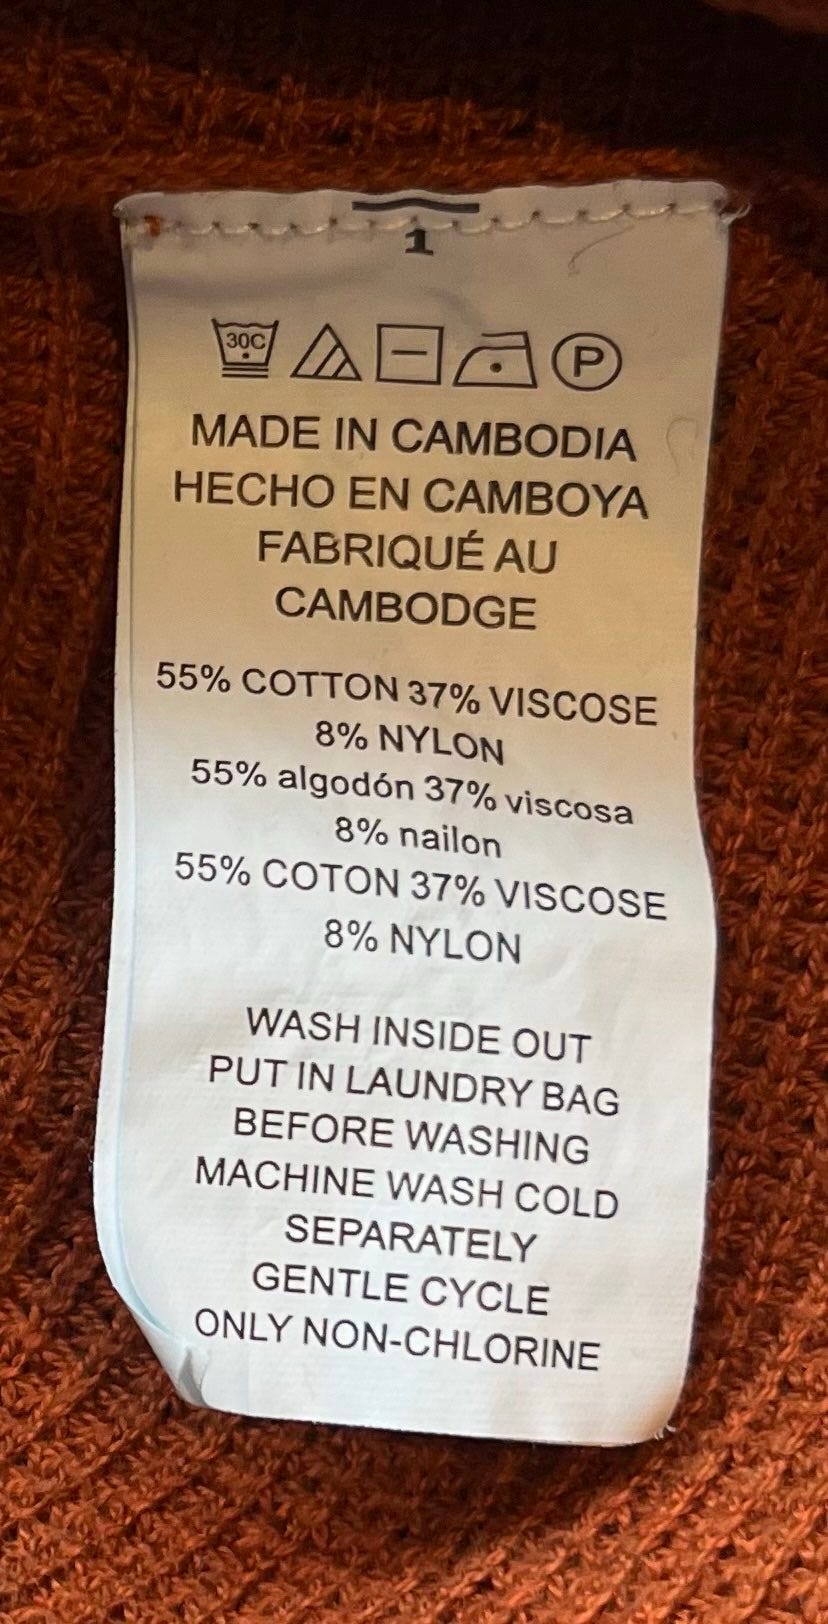 1
30C
P
MADE IN CAMBODIA
HECHO EN CAMBOYA
FABRIQUÉ AU
CAMBODGE
55% COTTON 37% VISCOSE
8% NYLON
55% algodón 37% viscosa
8% nailon
55% COTON 37% VISCOSE
8% NYLON
WASH INSIDE OUT
PUT IN LAUNDRY BAG
BEFORE WASHING
MACHINE WASH COLD
SEPARATELY
GENTLE CYCLE
ONLY NON-CHLORINE